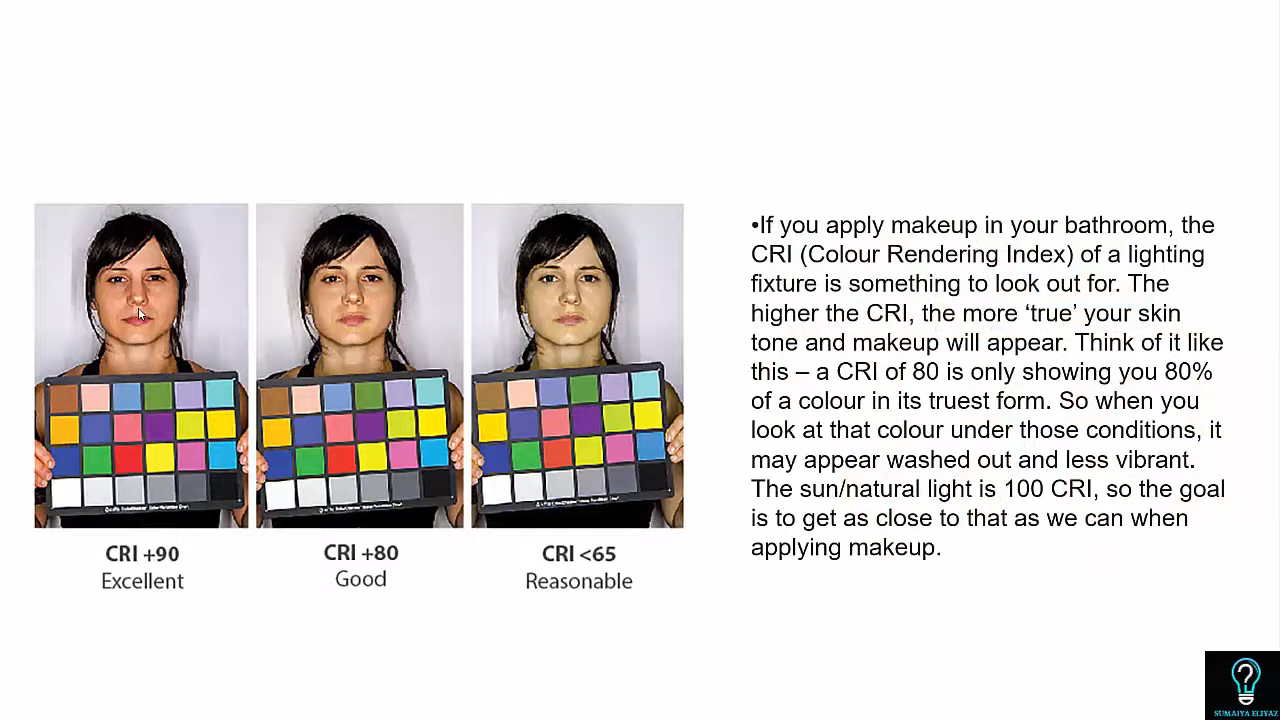 •If you apply makeup in your bathroom, the
CRI (Colour Rendering Index) of a lighting
fixture is something to look out for. The
higher the CRI, the more ‘true’ your skin
tone and makeup will appear. Think of it like
this – a CRI of 80 is only showing you 80%
of a colour in its truest form. So when you
look at that colour under those conditions, it
may appear washed out and less vibrant.
The sun/natural light is 100 CRI, so the goal
is to get as close to that as we can when
applying makeup.
CRI +90
Excellent
CRI +80
Good
CRI <65
Reasonable
SUMAIYA ELIYAZ